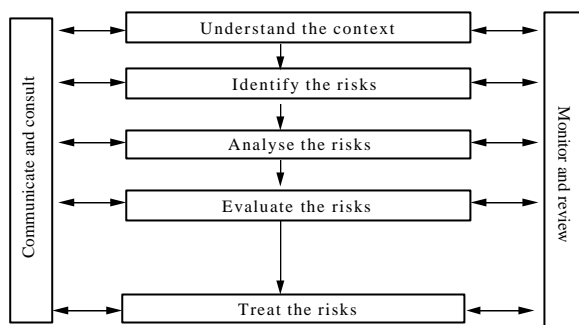 Understand the context
Identify the risks
Analyse the risks
Evaluate the risks
Treat the risks
Communicate and consult
Monitor and review